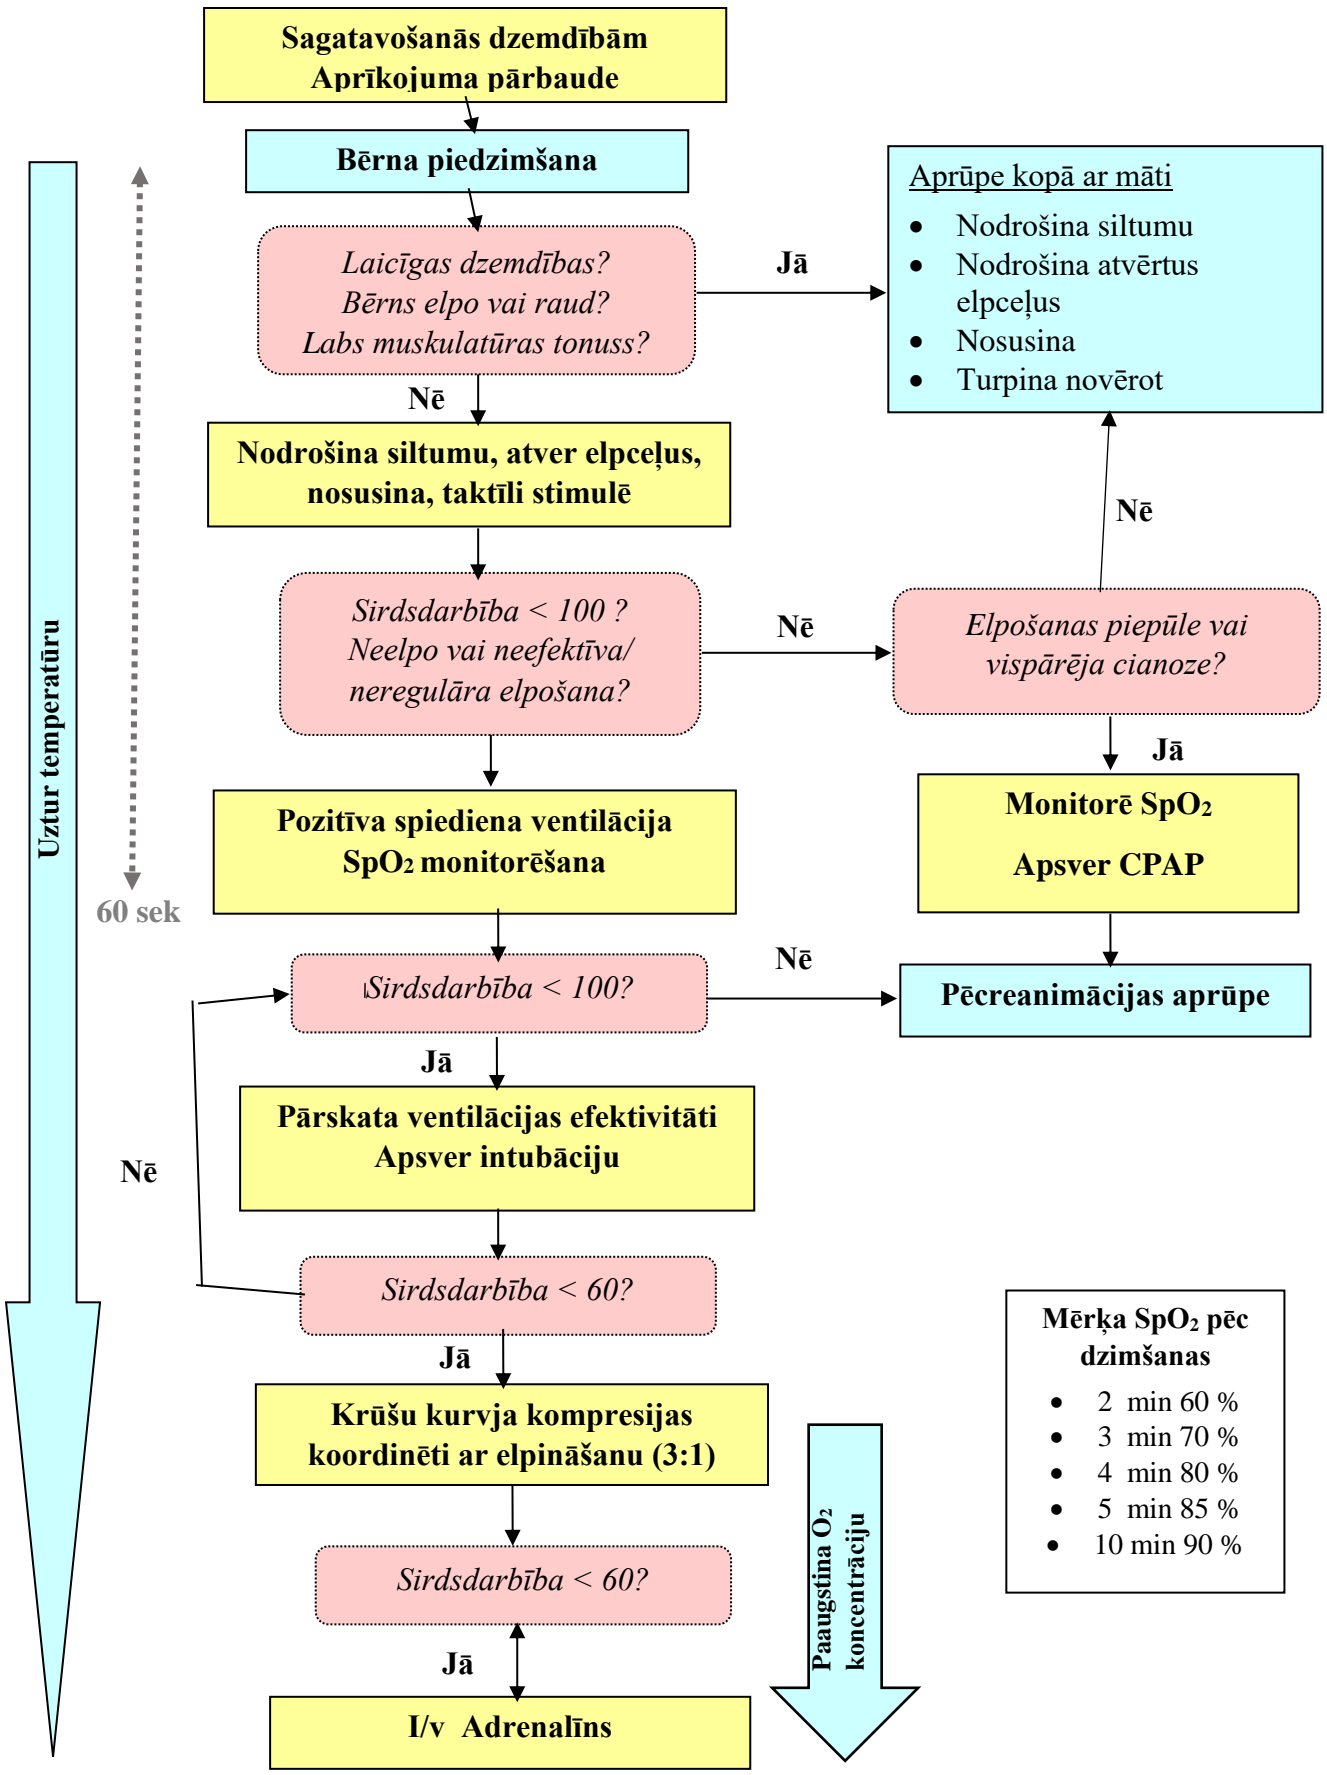 Sagatavošanās dzemdībām
Aprīkojuma pārbaude
Bērna piedzimšana
Laicīgas dzemdības?
Bērns elpo vai raud?
Labs muskulatūras tonuss?
Jā
Aprūpe kopā ar māti
• Nodrošina siltumu
• Nodrošina atvērtus
elpceļus
• Nosusina
• Turpina novērot
Nē
Nodrošina siltumu, atver elpceļus,
nosusina, taktīli stimulē
Nē
Sirdsdarbība < 100 ?
Neelpo vai neefektīva/
neregulāra elpošana?
Nē
Elpošanas piepūle vai
vispārēja cianoze?
Jā
Uztur temperatūru
60 sek
Pozitīva spiediena ventilācija
SpO₂ monitorēšana
Monitorē SpO₂
Apsver CPAP
Sirdsdarbība < 100?
Nē
Pēcreanimācijas aprūpe
Jā
Pārskata ventilācijas efektivitāti
Apsver intubāciju
Nē
Sirdsdarbība < 60?
Jā
Krūšu kurvja kompresijas
koordinēti ar elpināšanu (3:1)
Sirdsdarbība < 60?
Jā
I/v Adrenalīns
Paaugstina O₂
koncentrāciju
Mērķa SpO₂ pēc
dzimšanas
• 2 min 60 %
• 3 min 70 %
• 4 min 80 %
• 5 min 85 %
• 10 min 90 %